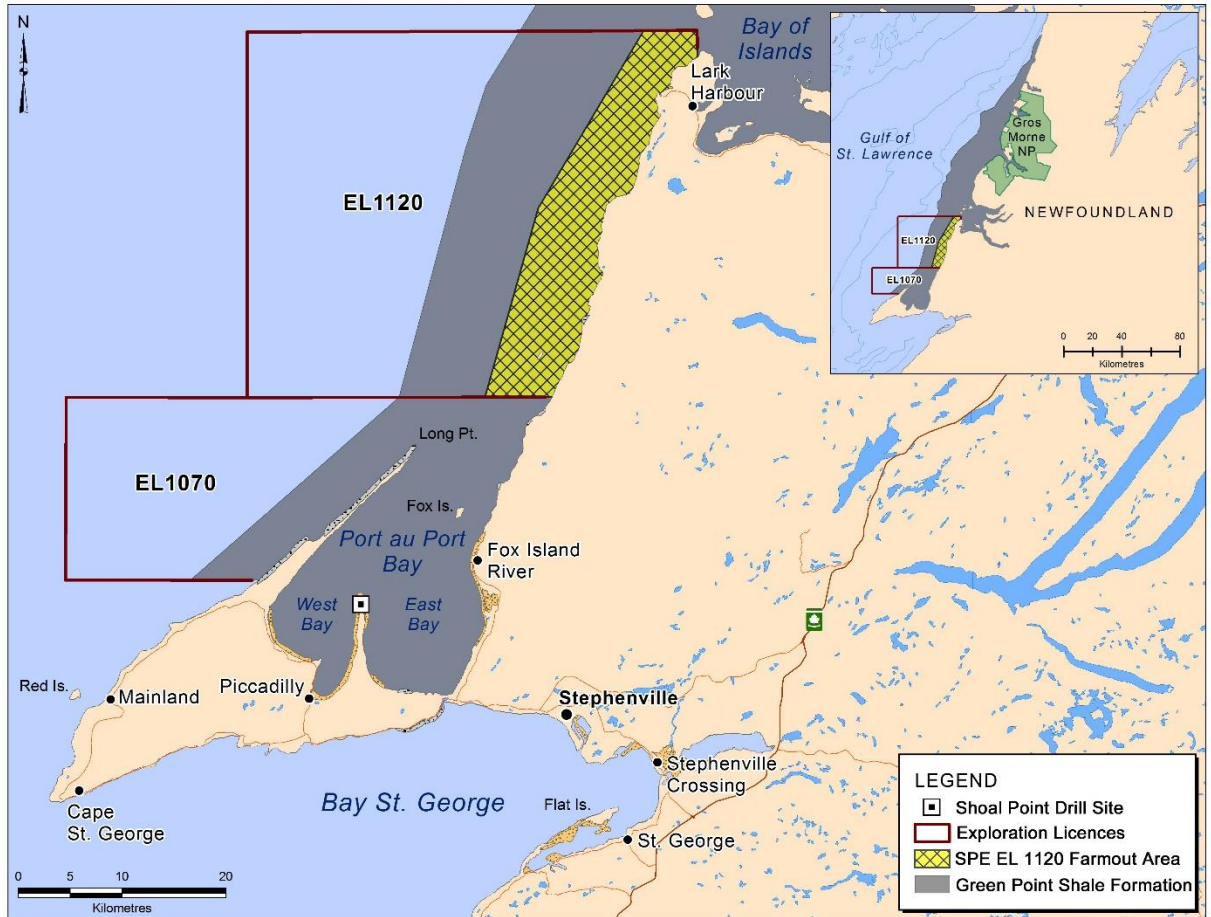 N
Bay of
Islands
Lark
Harbour
EL1120
EL1070
Long Pt.
Fox Is.
Port au Port
Bay
Fox Island
River
West
Bay
East
Bay
Red Is.
Mainland
Piccadilly
Stephenville
Stephenville
Crossing
Cape
St. George
Bay St. George
Flat Is.
St. George
0 5 10 20
Kilometres
Gulf of
St. Lawrence
Gros
Morne
NP
NEWFOUNDLAND
EL1120
EL1070
0 20 40 60 80
Kilometres
LEGEND
Shoal Point Drill Site
Exploration Licences
SPE EL 1120 Farmout Area
Green Point Shale Formation